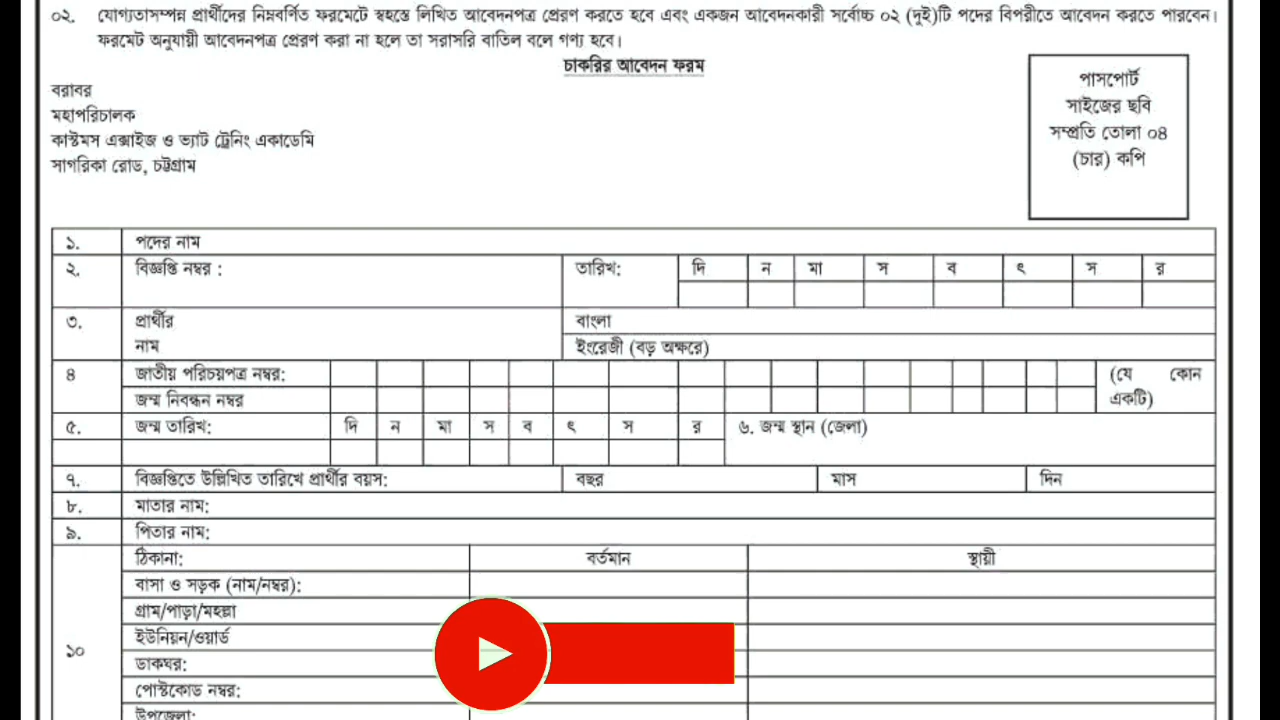 ০২. যোগ্যতাসম্পন্ন প্রার্থীদের নিম্নবর্ণিত ফরমেটে স্বহস্তে লিখিত আবেদনপত্র প্রেরণ করতে হবে এবং একজন আবেদনকারী সর্বোচ্চ ০২ (দুই)টি পদের বিপরীতে আবেদন করতে পারবেন।
ফরমেট অনুযায়ী আবেদনপত্র প্রেরণ করা না হলে তা সরাসরি বাতিল বলে গণ্য হবে।
চাকরির আবেদন ফরম
বরাবর
মহাপরিচালক
কাস্টমস এক্সাইজ ও ভ্যাট ট্রেনিং একাডেমি
সাগরিকা রোড, চট্টগ্রাম
পাসপোর্ট
সাইজের ছবি
সম্প্রতি তোলা ০৪
(চার) কপি
১. পদের নাম
২. বিজ্ঞপ্তি নম্বর : তারিখ: দি ন মা স ব ৎ স র
৩. প্রার্থীর বাংলা
নাম ইংরেজী (বড় অক্ষরে)
৪ জাতীয় পরিচয়পত্র নম্বর: (যে কোন
জন্ম নিবন্ধন নম্বর একটি)
৫. জন্ম তারিখ: দি ন মা স ব ৎ স র ৬. জন্ম স্থান (জেলা)
৭. বিজ্ঞপ্তিতে উল্লিখিত তারিখে প্রার্থীর বয়স: বছর মাস দিন
৮. মাতার নাম:
৯. পিতার নাম:
ঠিকানা: বর্তমান স্থায়ী
বাসা ও সড়ক (নাম/নম্বর):
গ্রাম/পাড়া/মহল্লা
ইউনিয়ন/ওয়ার্ড
১০
ডাকঘর:
পোস্টকোড নম্বর:
উপজেলা: